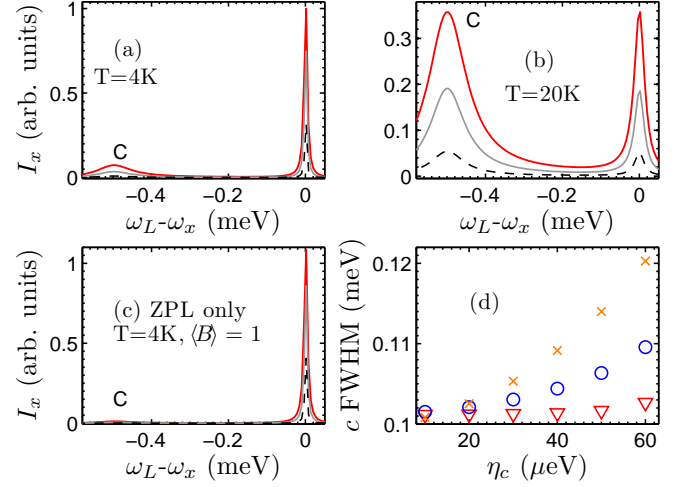 I_x (arb. units)
1
0.5
0
(a)
T=4K
C
−0.4
−0.2
0
ω_L-ω_x (meV)
0.3
0.2
0.1
0
C
(b)
T=20K
−0.4
−0.2
0
ω_L-ω_x (meV)
I_x (arb. units)
1
0.5
0
(c) ZPL only
T=4K, ⟨B⟩ = 1
C
−0.4
−0.2
0
ω_L-ω_x (meV)
c FWHM (meV)
0.12
0.11
0.1
(d)
20
40
60
η_c (μeV)